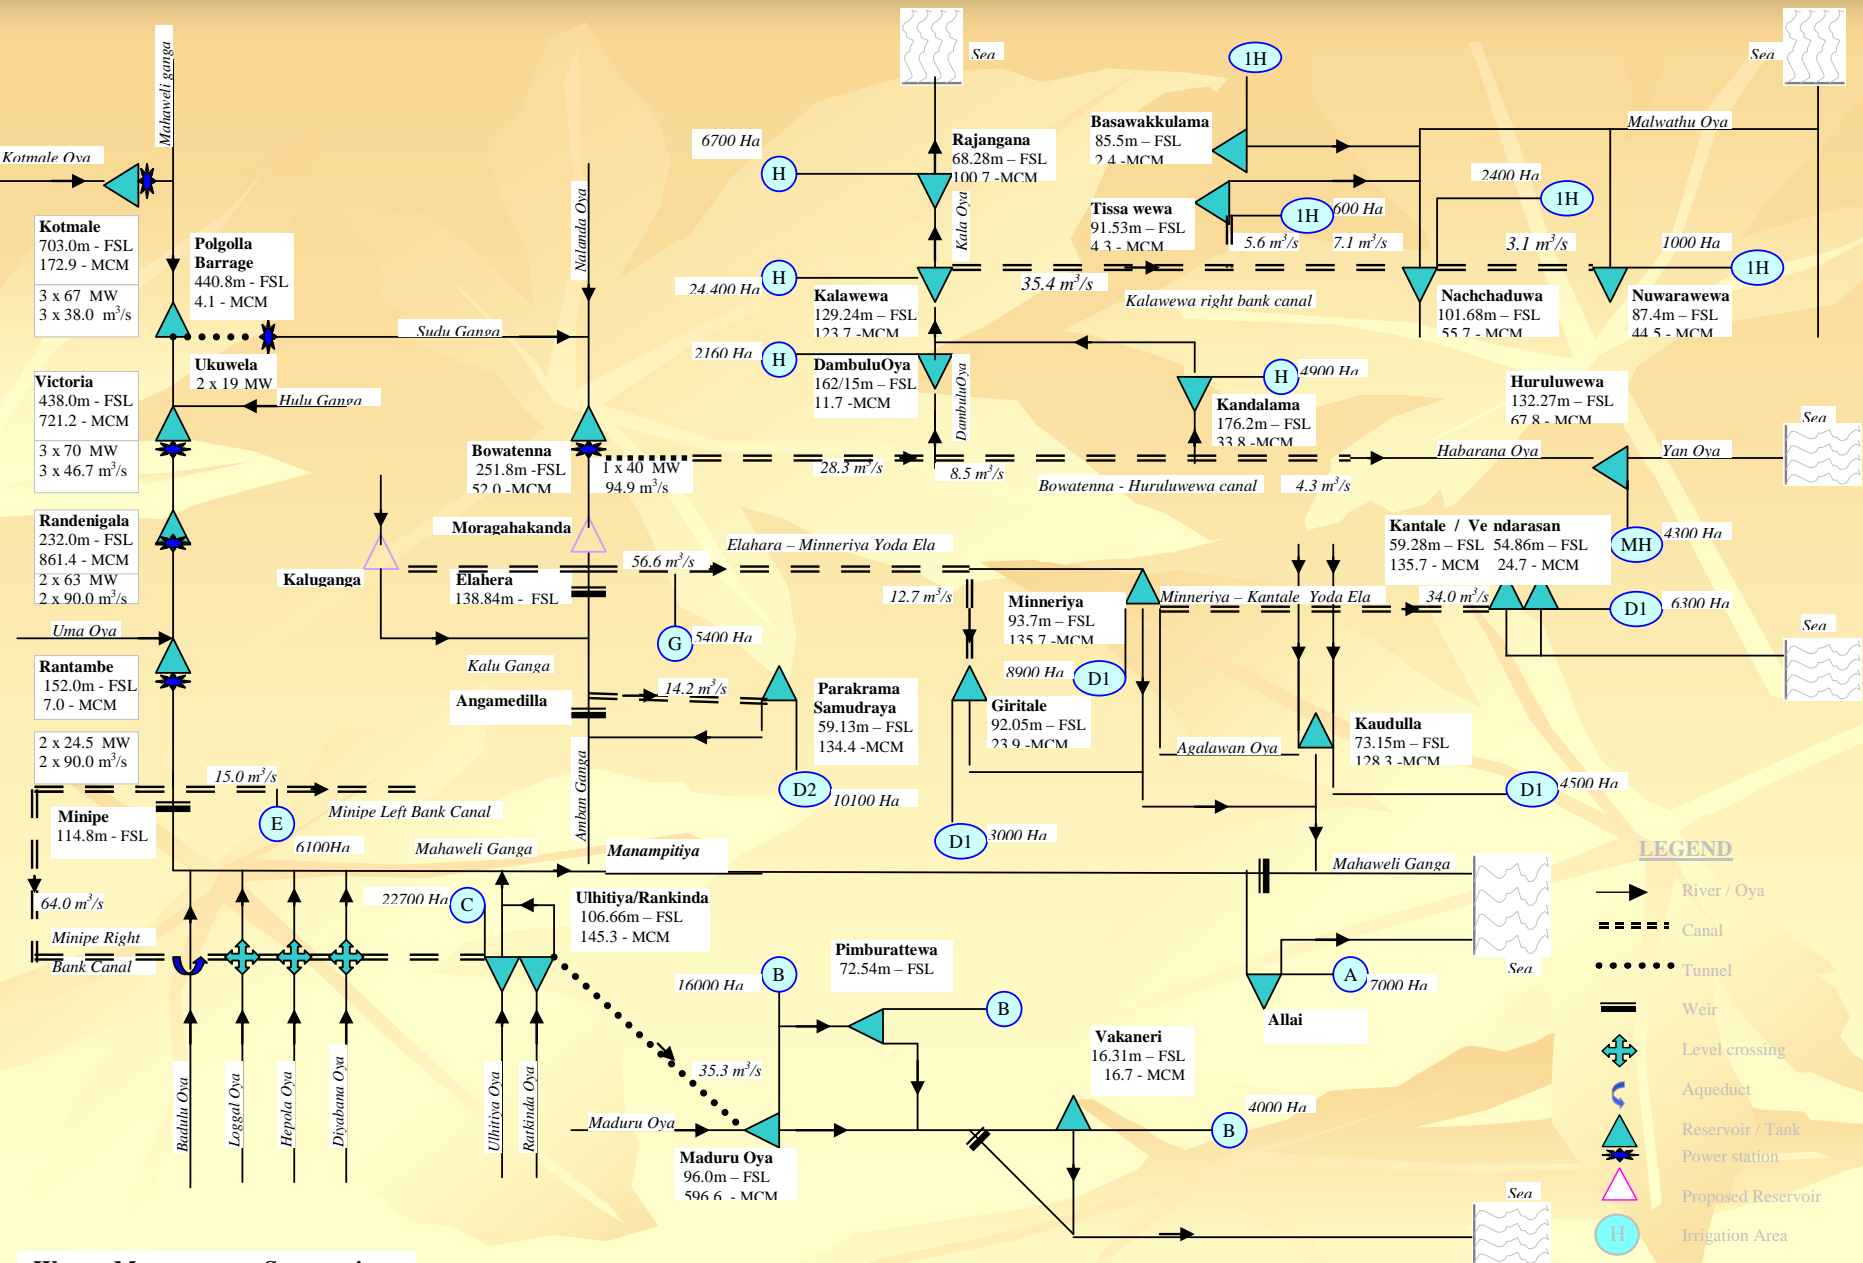 Mahaweli ganga
Kotmale Oya
Kotmale
703.0m - FSL
172.9 - MCM
3 x 67 MW
3 x 38.0 m³/s
Polgolla
Barrage
440.8m - FSL
4.1 - MCM
Ukuwela
2 x 19 MW
Sudu Ganga
Hulu Ganga
Victoria
438.0m - FSL
721.2 - MCM
3 x 70 MW
3 x 46.7 m³/s
Randenigala
232.0m - FSL
861.4 - MCM
2 x 63 MW
2 x 90.0 m³/s
Uma Oya
Rantambe
152.0m - FSL
7.0 - MCM
2 x 24.5 MW
2 x 90.0 m³/s
15.0 m³/s
Minipe Left Bank Canal
E
6100Ha
Minipe
114.8m - FSL
64.0 m³/s
Minipe Right
Bank Canal
Badulu Oya
Loggal Oya
Hepola Oya
Diyabana Oya
Ulhitiya Oya
Ratkinda Oya
Nalanda Oya
Bowatenna
251.8m -FSL
52.0 -MCM
1 x 40 MW
94.9 m³/s
Moragahakanda
Kaluganga
Elahera
138.84m - FSL
Kalu Ganga
Angamedilla
Amban Ganga
56.6 m³/s
Elahara – Minneriya Yoda Ela
G
5400 Ha
14.2 m³/s
Parakrama
Samudraya
59.13m – FSL
134.4 -MCM
D2
10100 Ha
Sea
6700 Ha
H
Rajangana
68.28m – FSL
100.7 -MCM
Kala Oya
24,400 Ha
H
Kalawewa
129.24m – FSL
123.7 -MCM
35.4 m³/s
Kalawewa right bank canal
2160 Ha
H
DambuluOya
162/15m – FSL
11.7 -MCM
DambuluOya
28.3 m³/s
8.5 m³/s
Bowatenna - Huruluwewa canal
4.3 m³/s
H
4900 Ha
Kandalama
176.2m – FSL
33.8 -MCM
1H
Basawakkulama
85.5m – FSL
2.4 -MCM
Tissa wewa
91.53m – FSL
4.3 - MCM
1H
600 Ha
5.6 m³/s
7.1 m³/s
Sea
Malwathu Oya
2400 Ha
1H
3.1 m³/s
1000 Ha
1H
Nachchaduwa
101.68m – FSL
55.7 - MCM
Nuwarawewa
87.4m – FSL
44.5 - MCM
Huruluwewa
132.27m – FSL
67.8 - MCM
Habarana Oya
Yan Oya
Sea
MH
4300 Ha
Kantale / Ve ndarasan
59.28m – FSL 54.86m – FSL
135.7 - MCM 24.7 - MCM
12.7 m³/s
Minneriya
93.7m – FSL
135.7 -MCM
Minneriya – Kantale Yoda Ela
34.0 m³/s
D1
6300 Ha
Sea
8900 Ha
D1
Giritale
92.05m – FSL
23.9 -MCM
D1
3000 Ha
Agalawan Oya
Kaudulla
73.15m – FSL
128.3 -MCM
D1
4500 Ha
Mahaweli Ganga
Manampitiya
Mahaweli Ganga
Sea
22700 Ha
C
Ulhitiya/Rankinda
106.66m – FSL
145.3 - MCM
35.3 m³/s
16000 Ha
B
Pimburattewa
72.54m – FSL
B
Maduru Oya
Maduru Oya
96.0m – FSL
596.6 - MCM
Vakaneri
16.31m – FSL
16.7 - MCM
4000 Ha
B
Allai
A
7000 Ha
Sea
LEGEND
River / Oya
Canal
Tunnel
Weir
Level crossing
Aqueduct
Reservoir / Tank
Power station
Proposed Reservoir
H
Irrigation Area